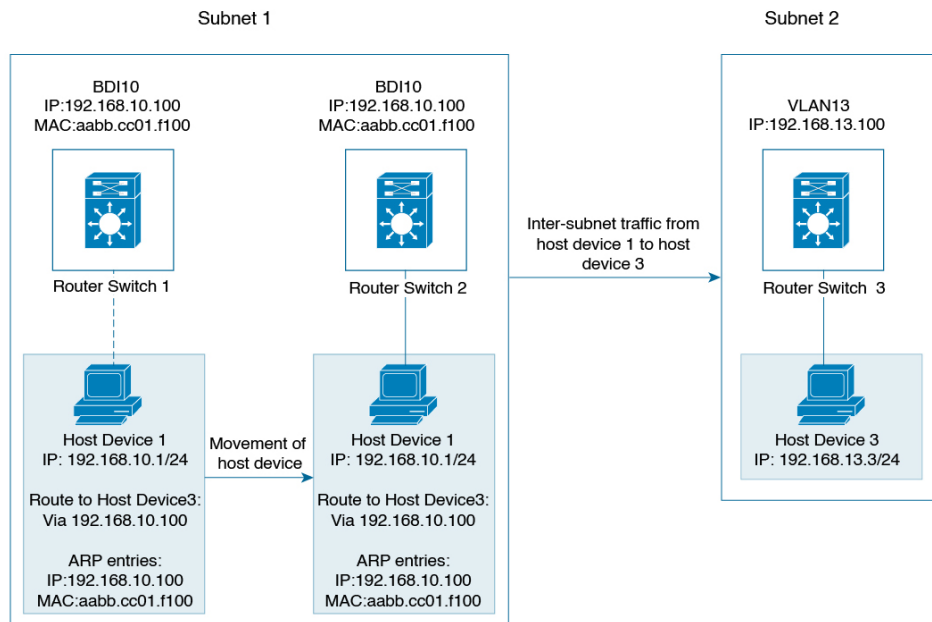 Subnet 1
Subnet 2
BDI10
IP:192.168.10.100
MAC:aabb.cc01.f100
BDI10
IP:192.168.10.100
MAC:aabb.cc01.f100
VLAN13
IP:192.168.13.100
Router Switch 1
Router Switch 2
Inter-subnet traffic from
host device 1 to host
device 3
Router Switch 3
Host Device 1
IP: 192.168.10.1/24
Route to Host Device3:
Via 192.168.10.100
ARP entries:
IP:192.168.10.100
MAC:aabb.cc01.f100
Movement of
host device
Host Device 1
IP: 192.168.10.1/24
Route to Host Device3:
Via 192.168.10.100
ARP entries:
IP:192.168.10.100
MAC:aabb.cc01.f100
Host Device 3
IP: 192.168.13.3/24